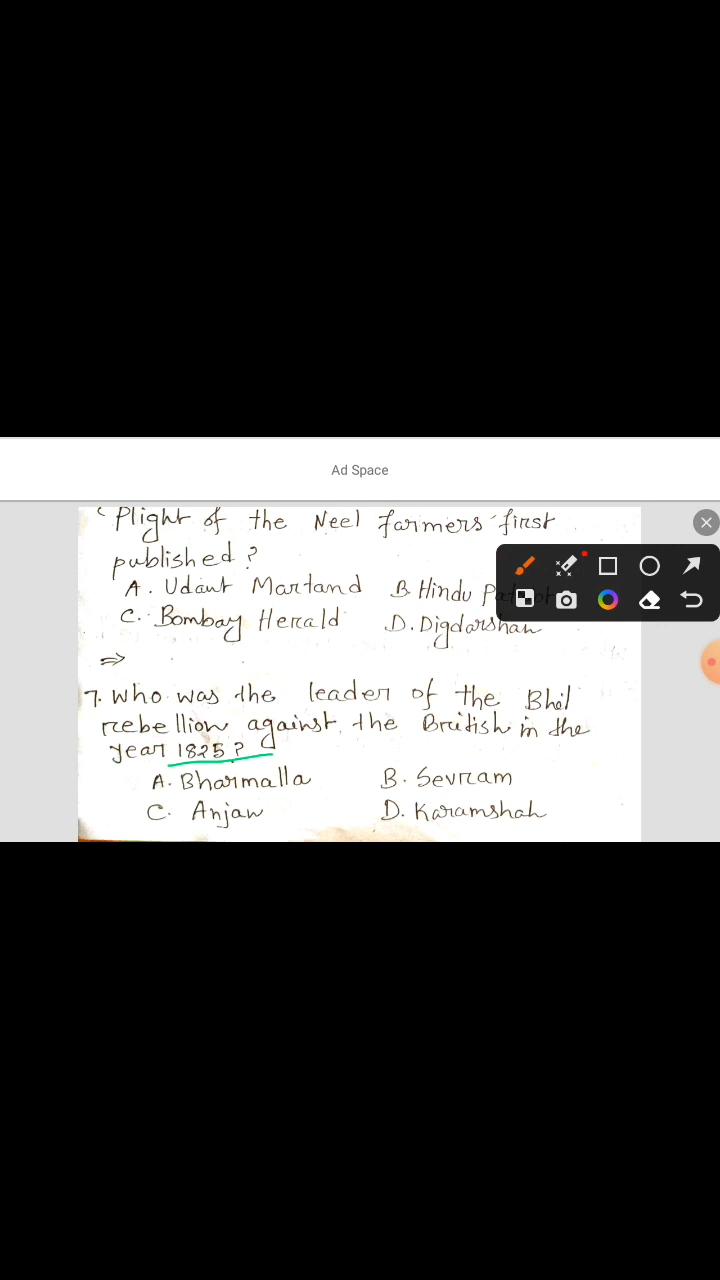 Ad Space
Plight of the Neel farmers first
published?
A. Udant Martand B Hindu
C. Bombay Herald D. Digdarshan
⇒
7. Who was the leader of the Bhil
rebellion against the British in the
year 1825?
A. Bharmalla B. Sevram
C. Anjan D. Karamshah